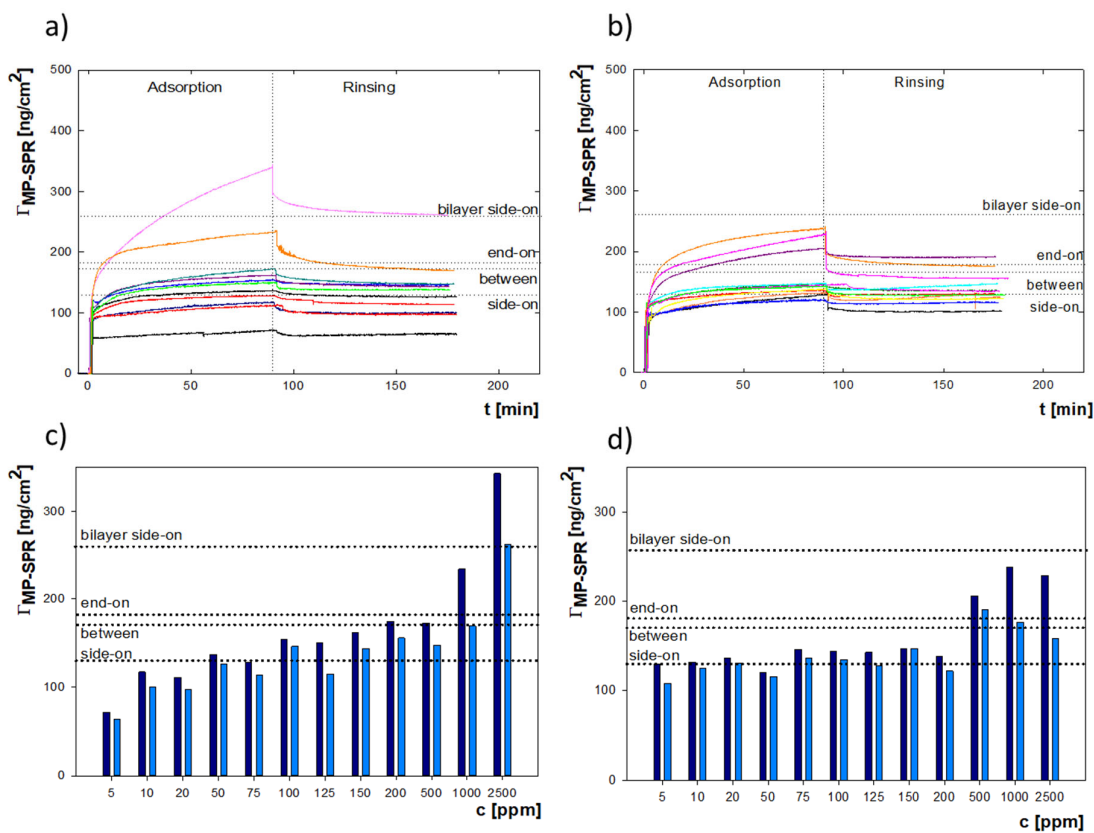 a)
b)
Γ MP-SPR [ng/cm2]
500
400
300
200
100
0
Adsorption
Rinsing
bilayer side-on
end-on
between
side-on
0
50
100
150
200
t [min]
Γ MP-SPR [ng/cm2]
500
400
300
200
100
0
Adsorption
Rinsing
bilayer side-on
end-on
between
side-on
0
50
100
150
200
t [min]
c)
d)
Γ MP-SPR [ng/cm2]
300
200
100
0
bilayer side-on
end-on
between
side-on
5 10 20 50 75 100 125 150 200 500 1000 2500
c [ppm]
Γ MP-SPR [ng/cm2]
300
200
100
0
bilayer side-on
end-on
between
side-on
5 10 20 50 75 100 125 150 200 500 1000 2500
c [ppm]